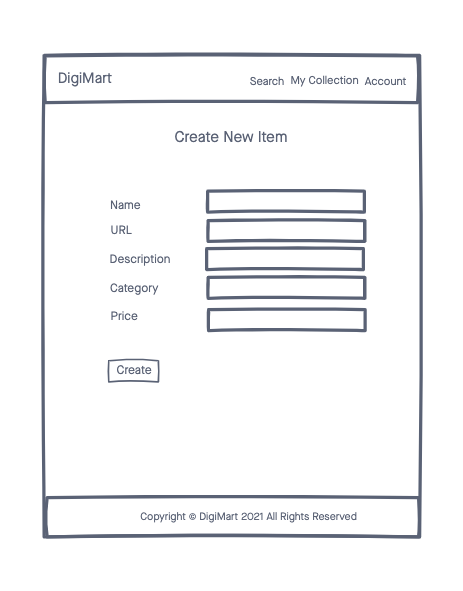 DigiMart
Search My Collection Account
Create New Item
Name
URL
Description
Category
Price
Create
Copyright © DigiMart 2021 All Rights Reserved